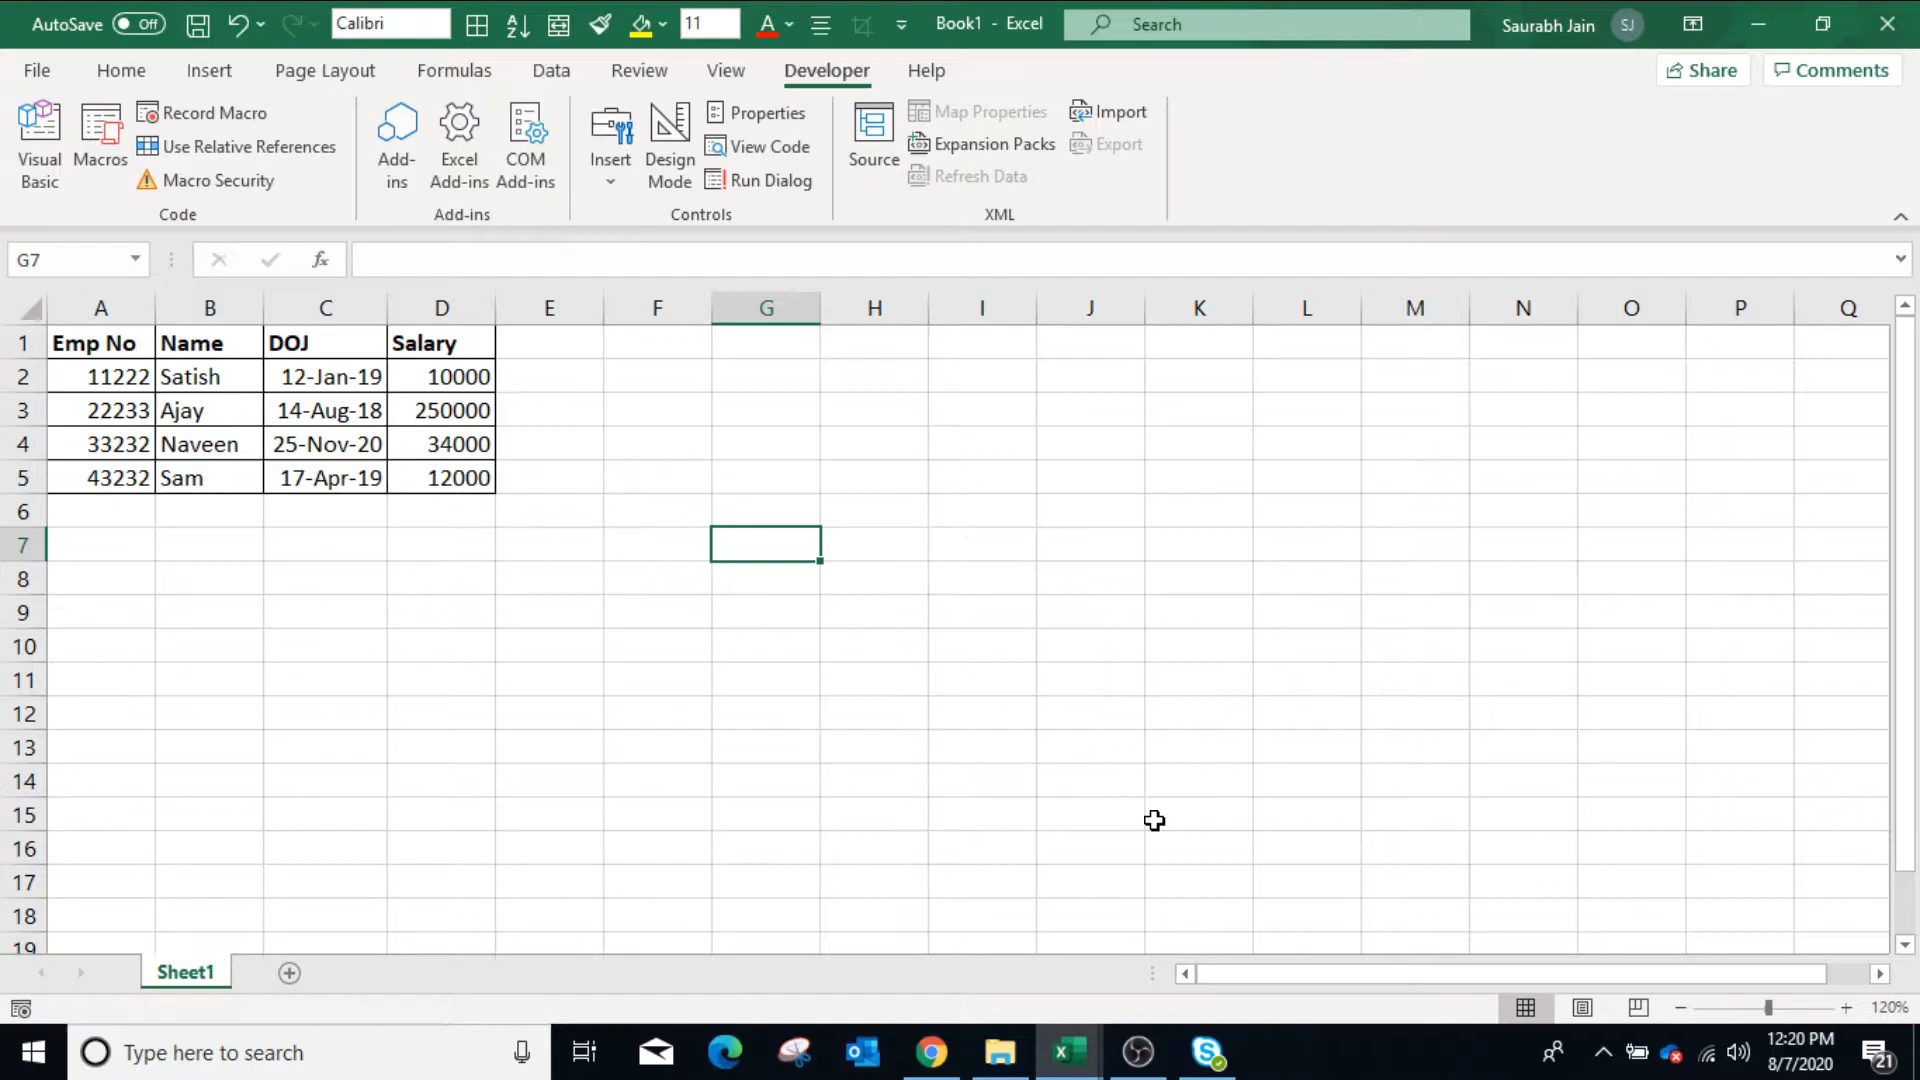 AutoSave Off Calibri 11 Book1 - Excel Search Saurabh Jain SJ
File Home Insert Page Layout Formulas Data Review View Developer Help Share Comments
Visual Basic
Macros
Record Macro
Use Relative References
Macro Security
Code
Add-ins
Excel Add-ins
COM Add-ins
Add-ins
Insert
Design Mode
Properties
View Code
Run Dialog
Controls
Source
Map Properties
Expansion Packs
Refresh Data
Import
Export
XML
G7 fx
A B C D E F G H I J K L M N O P Q
1 Emp No Name DOJ Salary
2 11222 Satish 12-Jan-19 10000
3 22233 Ajay 14-Aug-18 250000
4 33232 Naveen 25-Nov-20 34000
5 43232 Sam 17-Apr-19 12000
6
7
8
9
10
11
12
13
14
15
16
17
18
19
Sheet1
120%
Type here to search
12:20 PM
8/7/2020
21